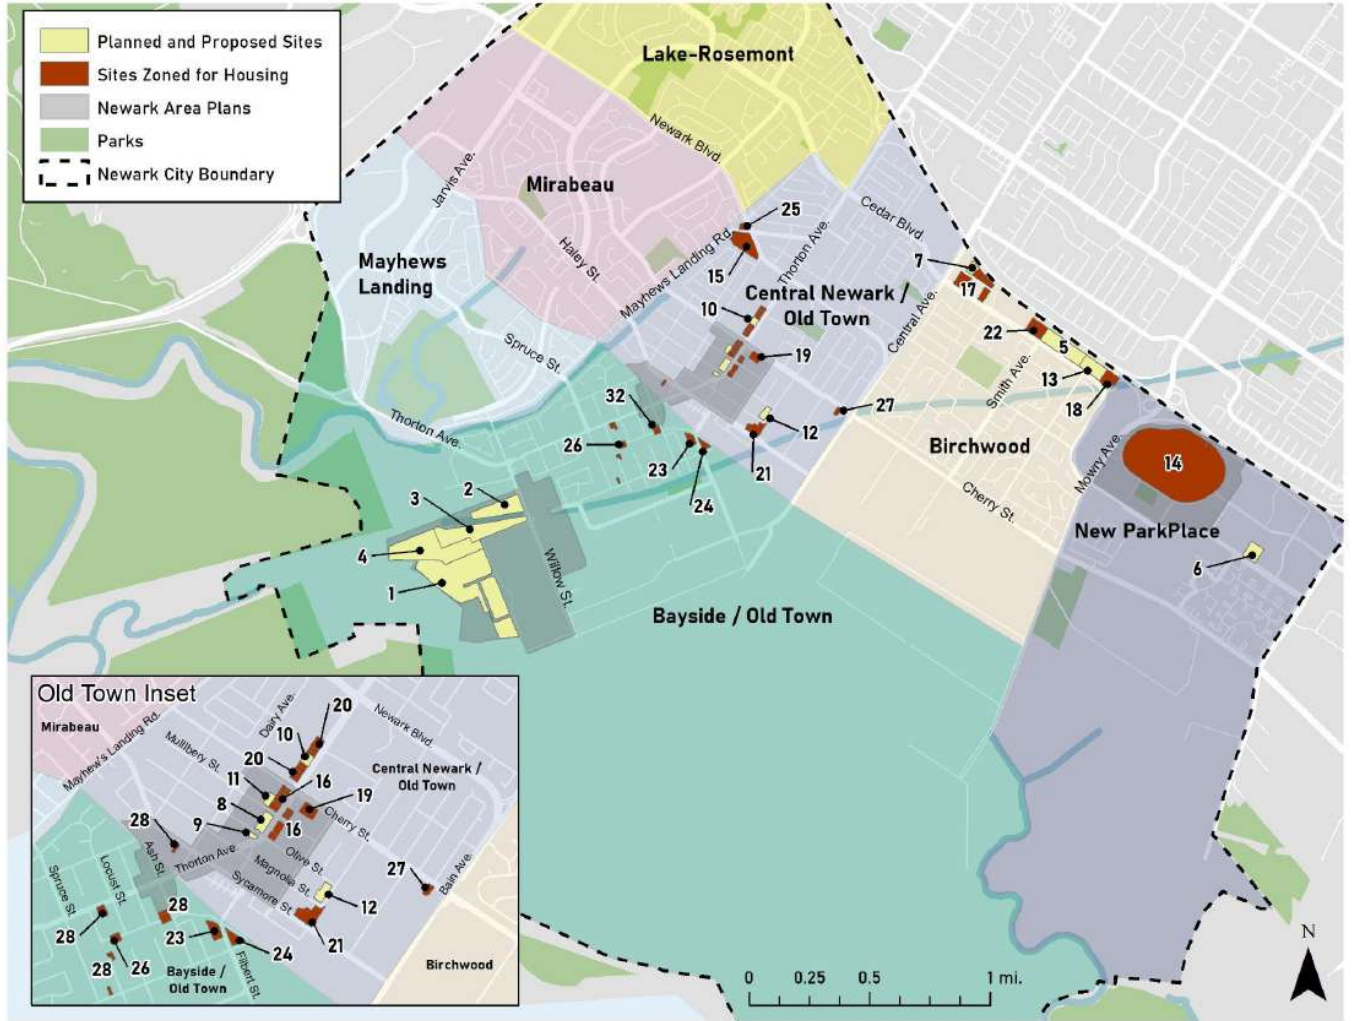 Planned and Proposed Sites
Sites Zoned for Housing
Newark Area Plans
Parks
Newark City Boundary
Lake-Rosemont
Newark Blvd.
Jarvis Ave.
Mirabeau
Haley St.
Mayhews Landing Rd.
Mayhews
Landing
Spruce St.
Thorton Ave.
25
15
Thorton Ave.
Cedar Blvd
Central Newark /
Old Town
10
19
Central Ave.
7
17
22
5
13
18
Smith Ave.
27
12
21
32
26
23
24
Birchwood
Cherry St.
Mowry Ave.
14
New ParkPlace
6
2
3
4
1
Willow St.
Bayside / Old Town
Old Town Inset
Mirabeau
Mayhew's Landing Rd.
Mullibery St.
Dairy Ave.
Newark Blvd.
20
10
20
Central Newark /
Old Town
11
16
8
19
9
16
Cherry St.
28
Thorton Ave.
Ash St.
Olive St.
Magnolia St.
Sycamore St.
27
Bain Ave.
12
21
Spruce St.
Locust St.
28
28
23
24
28
26
Filbert St.
Bayside /
Old Town
Birchwood
0 0.25 0.5 1 mi.
N